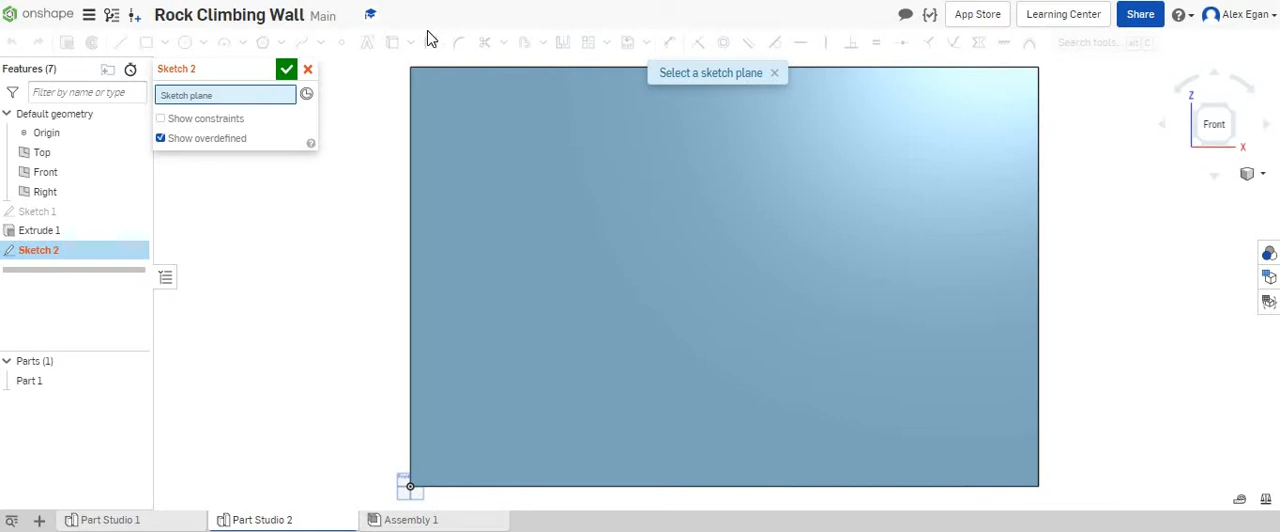 onshape Rock Climbing Wall Main App Store Learning Center Share Alex Egan
Search tools... alt C
Features (7)
Filter by name or type
Default geometry
Origin
Top
Front
Right
Sketch 1
Extrude 1
Sketch 2
Parts (1)
Part 1
Sketch 2
Sketch plane
Show constraints
Show overdefined
Select a sketch plane
Z
Front
X
Part Studio 1 Part Studio 2 Assembly 1